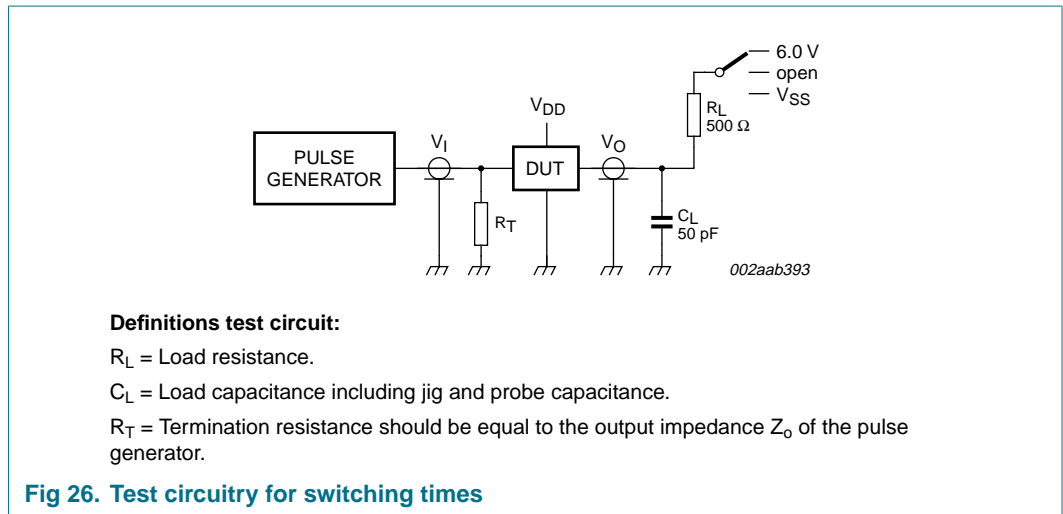 6.0 V
open
VSS
RL
500 Ω
VDD
VI
VO
PULSE
GENERATOR
DUT
RT
CL
50 pF
002aab393
Definitions test circuit:
RL = Load resistance.
CL = Load capacitance including jig and probe capacitance.
RT = Termination resistance should be equal to the output impedance Zo of the pulse
generator.
Fig 26. Test circuitry for switching times